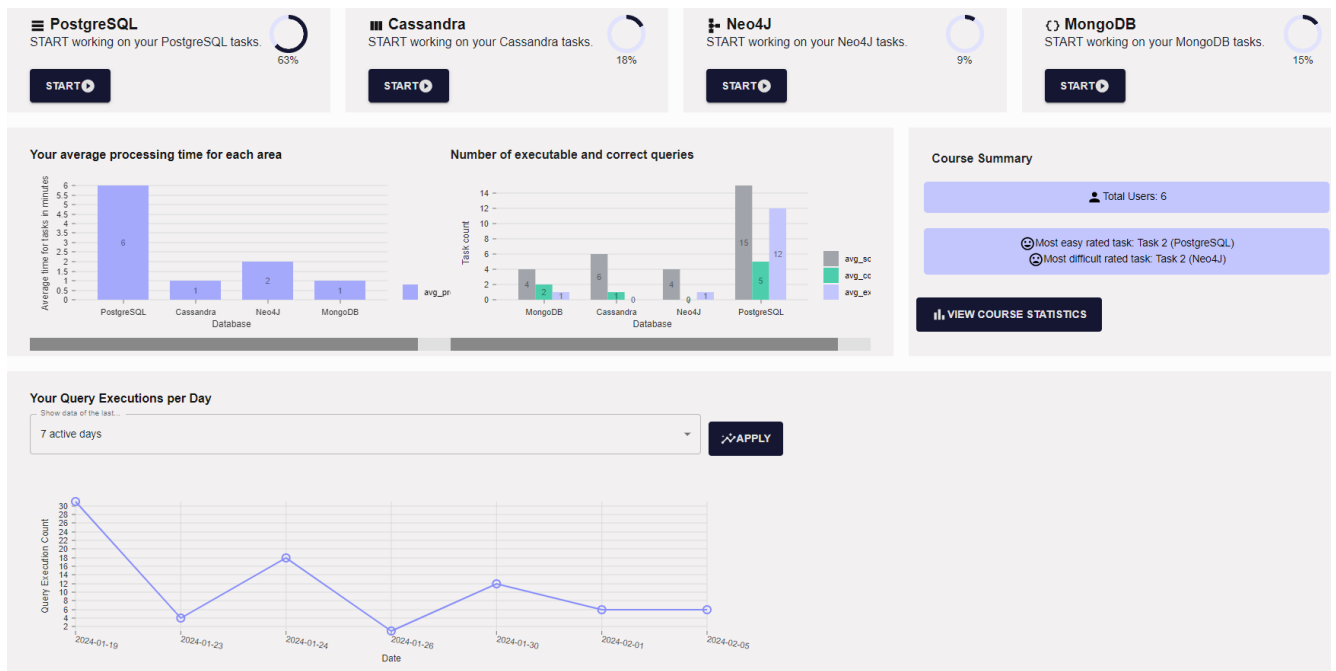 PostgreSQL
START working on your PostgreSQL tasks.
63%
START
Cassandra
START working on your Cassandra tasks.
18%
START
Neo4J
START working on your Neo4J tasks.
9%
START
MongoDB
START working on your MongoDB tasks.
15%
START
Your average processing time for each area
Average time for tasks in minutes
6
5.5
5
4.5
4
3.5
3
2.5
2
1.5
1
0.5
0
6
1
2
1
PostgreSQL
Cassandra
Neo4J
MongoDB
Database
avg_pr
Number of executable and correct queries
Task count
14
12
10
8
6
4
2
0
4
2
1
6
1
0
4
0
1
15
5
12
MongoDB
Cassandra
Neo4J
PostgreSQL
Database
avg_sc
avg_cc
avg_ex
Course Summary
Total Users: 6
Most easy rated task: Task 2 (PostgreSQL)
Most difficult rated task: Task 2 (Neo4J)
VIEW COURSE STATISTICS
Your Query Executions per Day
Show data of the last...
7 active days
APPLY
Query Execution Count
30
28
26
24
22
20
18
16
14
12
10
8
6
4
2
2024-01-19
2024-01-23
2024-01-24
2024-01-26
2024-01-30
2024-02-01
2024-02-05
Date